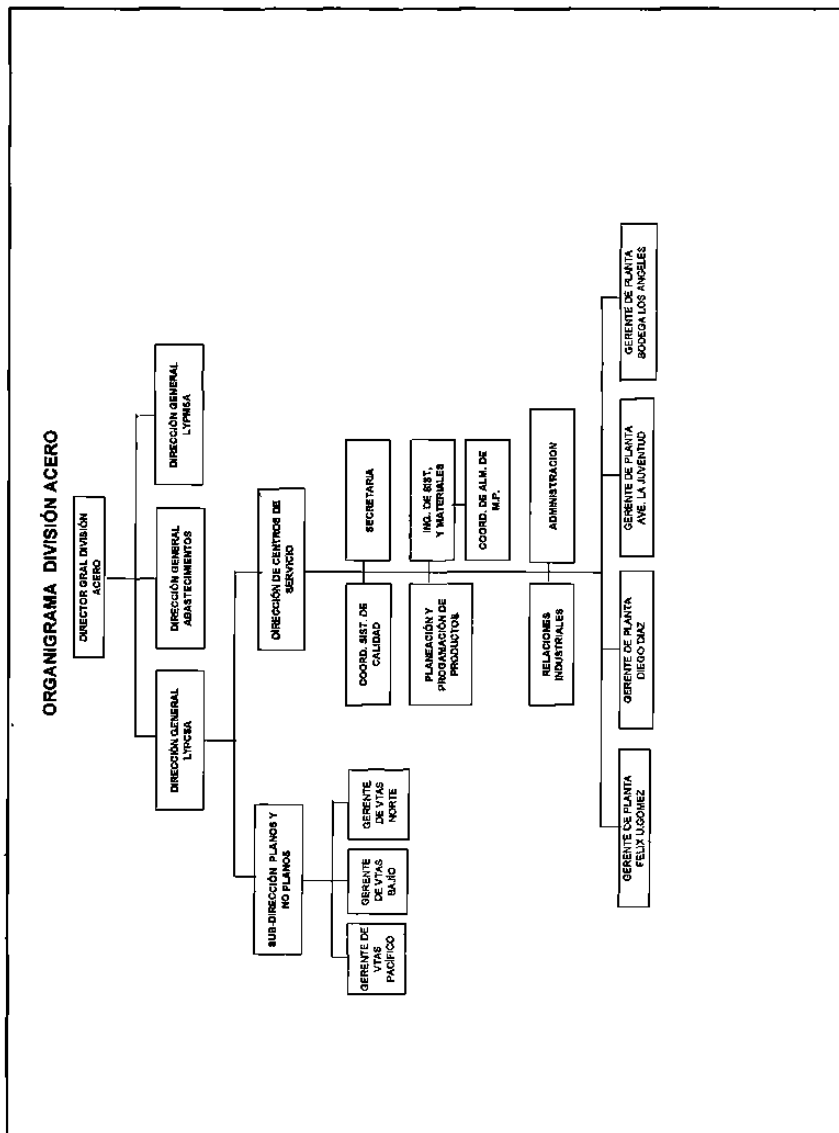 ORGANIGRAMA DIVISIÓN ACERO
DIRECTOR GRAL DIVISIÓN
ACERO
DIRECCIÓN GENERAL
LYPCSA
DIRECCIÓN GENERAL
ABASTECIMENTOS
DIRECCIÓN GENERAL
LYPMSA
SUB-DIRECCIÓN PLANOS Y
NO PLANOS
DIRECCIÓN DE CENTROS DE
SERVICIO
GERENTE DE
VTAS
PACÍFICO
GERENTE
DE VTAS
BAJÍO
GERENTE
DE VTAS
NORTE
COORD. SIST. DE
CALIDAD
SECRETARIA
PLANEACIÓN Y
PROGAMACIÓN DE
PRODUCTOS
ING. DE SIST,
Y MATERIALES
COORD. DE ALM. DE
M.P.
RELACIONES
INDUSTRIALES
ADMINISTRACION
GERENTE DE PLANTA
FELIX U.GOMEZ
GERENTE DE PLANTA
DIEGO DIAZ
GERENTE DE PLANTA
AVE. LA JUVENTUD
GERENTE DE PLANTA
BODEGA LOS ANGELES